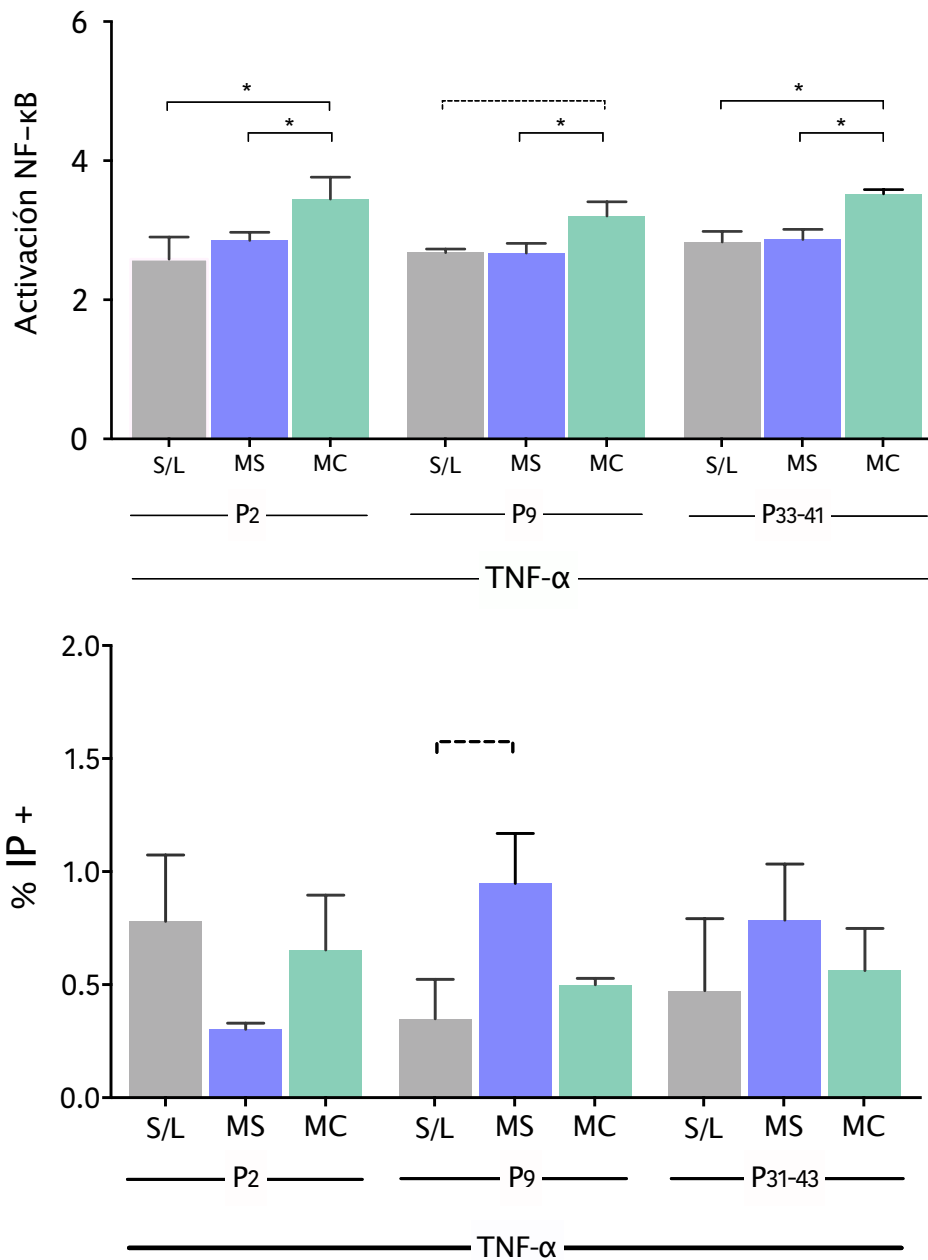 Activación NF-κB
6
4
2
0
* * * * *
S/L MS MC S/L MS MC S/L MS MC
P2 P9 P33-41
TNF-α
% IP +
2.0
1.5
1.0
0.5
0.0
S/L MS MC S/L MS MC S/L MS MC
P2 P9 P31-43
TNF-α